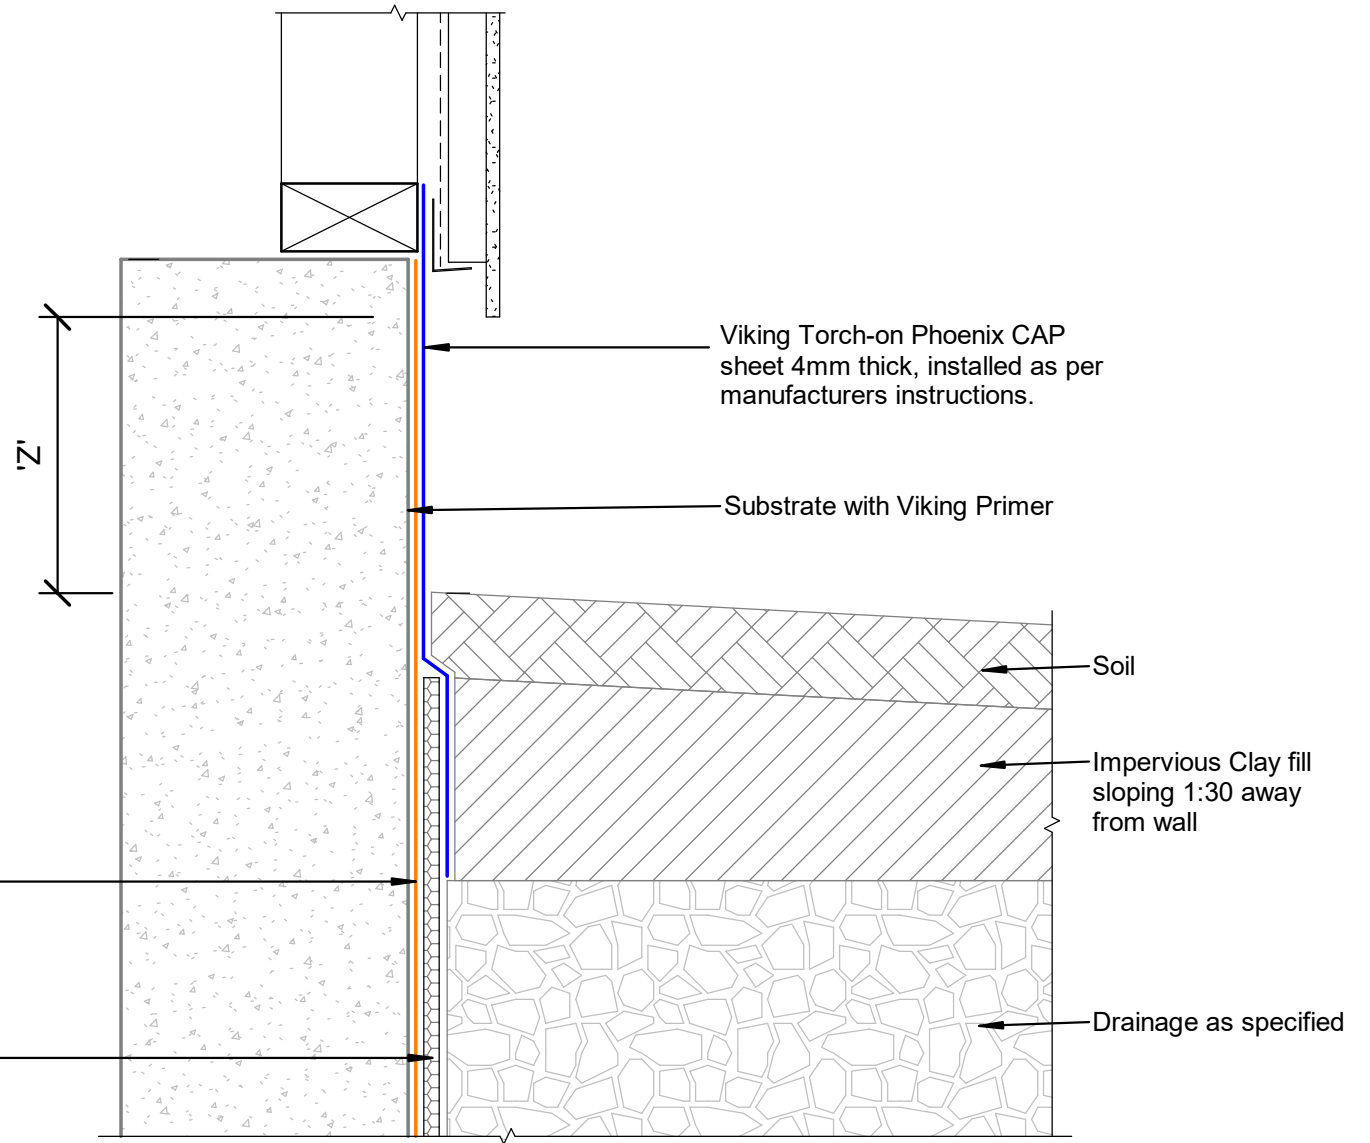 Viking Torch-on Phoenix CAP
sheet 4mm thick, installed as per
manufacturers instructions.
'Z'
Substrate with Viking Primer
Soil
Impervious Clay fill
sloping 1:30 away
from wall
Drainage as specified